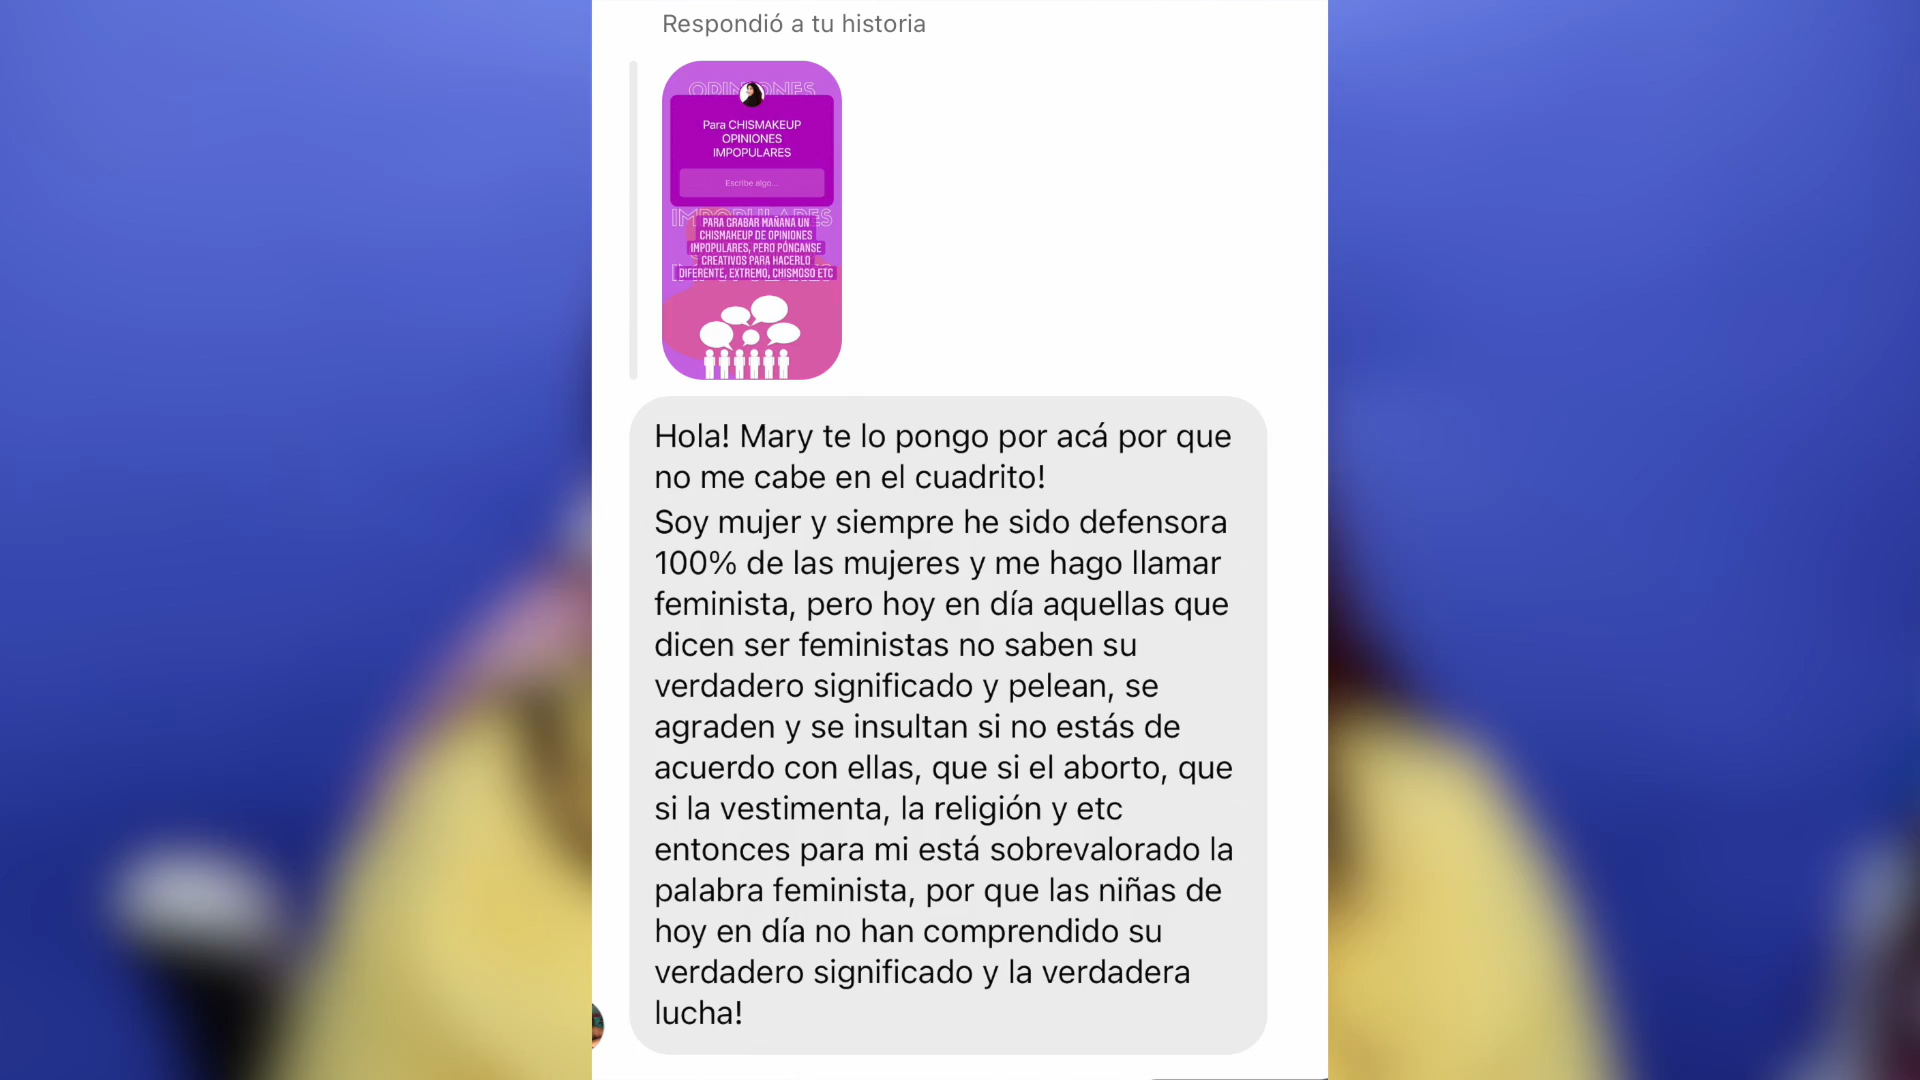 Respondió a tu historia
OPINIONES
Para CHISMAKEUP
OPINIONES
IMPOPULARES
Escribe algo...
IMPOPULARES
PARA GRABAR MAÑANA UN
CHISMAKEUP DE OPINIONES
IMPOPULARES, PERO PÓNGANSE
CREATIVOS PARA HACERLO
DIFERENTE, EXTREMO, CHISMOSO ETC
Hola! Mary te lo pongo por acá por que
no me cabe en el cuadrito!
Soy mujer y siempre he sido defensora
100% de las mujeres y me hago llamar
feminista, pero hoy en día aquellas que
dicen ser feministas no saben su
verdadero significado y pelean, se
agraden y se insultan si no estás de
acuerdo con ellas, que si el aborto, que
si la vestimenta, la religión y etc
entonces para mi está sobrevalorado la
palabra feminista, por que las niñas de
hoy en día no han comprendido su
verdadero significado y la verdadera
lucha!